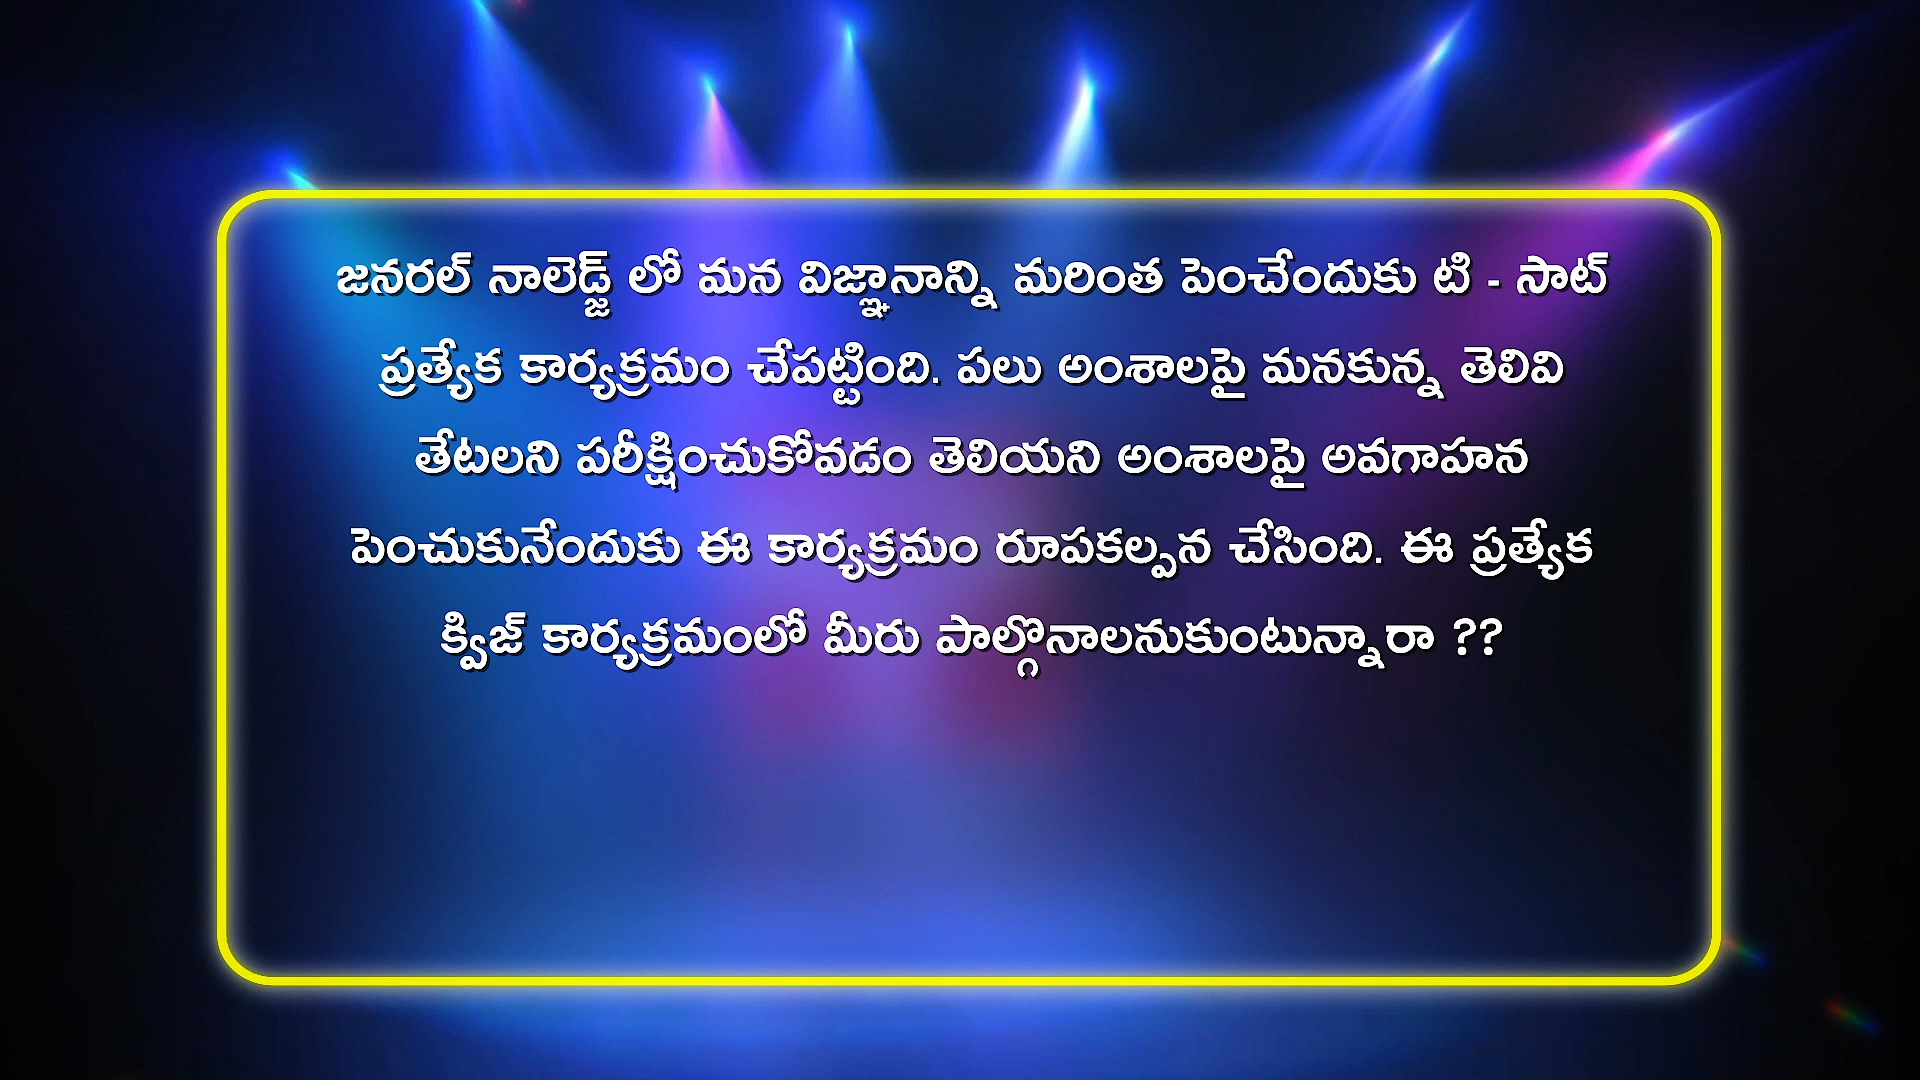 జనరల్ నాలెడ్జ్ లో మన విజ్ఞానాన్ని మరింత పెంచేందుకు టి - సాట్
ప్రత్యేక కార్యక్రమం చేపట్టింది. పలు అంశాలపై మనకున్న తెలివి
తేటలని పరీక్షించుకోవడం తెలియని అంశాలపై అవగాహన
పెంచుకునేందుకు ఈ కార్యక్రమం రూపకల్పన చేసింది. ఈ ప్రత్యేక
క్విజ్ కార్యక్రమంలో మీరు పాల్గొనాలనుకుంటున్నారా ??